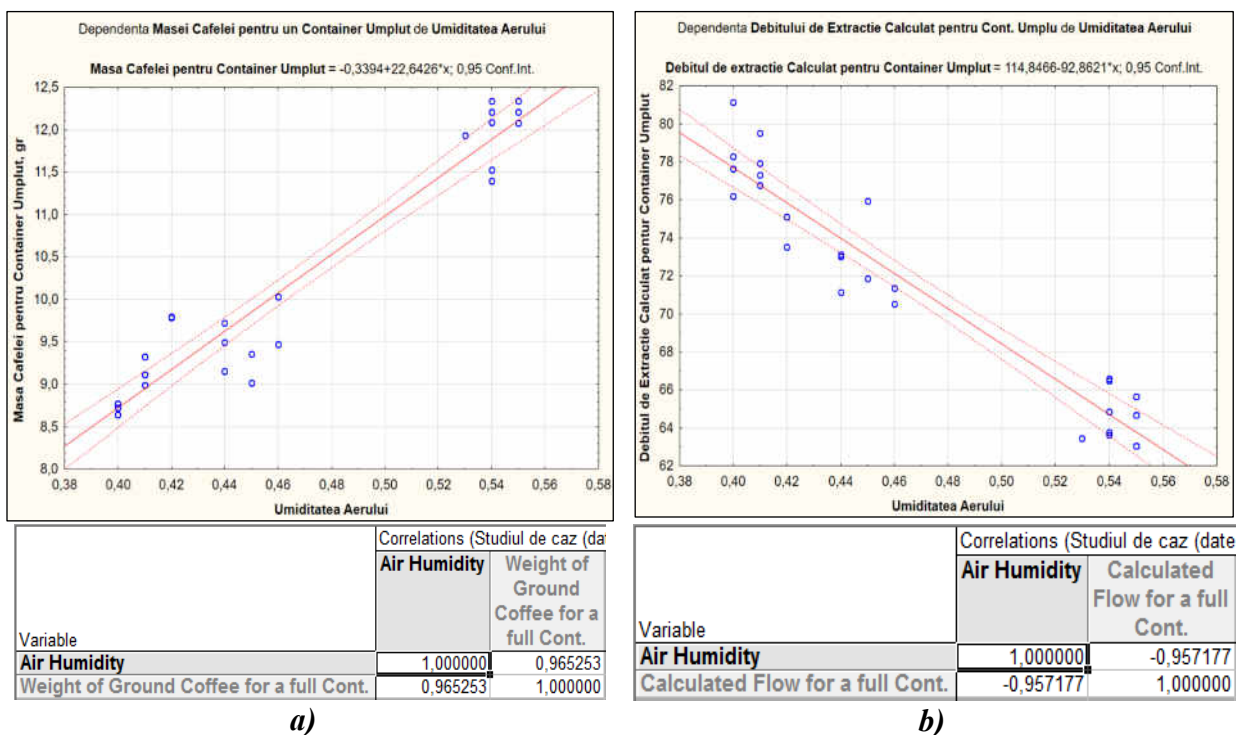 Dependenta Masei Cafelei pentru un Container Umplut de Umiditatea Aerului
Masa Cafelei pentru Container Umplut = -0,3394+22,6426*x; 0,95 Conf.Int.
Masa Cafelei pentru Container Umplut, gr
12,5
12,0
11,5
11,0
10,5
10,0
9,5
9,0
8,5
8,0
0,38 0,40 0,42 0,44 0,46 0,48 0,50 0,52 0,54 0,56 0,58
Umiditatea Aerului
Correlations (Studiul de caz (da
Variable
Air Humidity
Weight of
Ground
Coffee for a
full Cont.
Air Humidity 1,000000 0,965253
Weight of Ground Coffee for a full Cont. 0,965253 1,000000
a)
Dependenta Debitului de Extractie Calculat pentru Cont. Umplu de Umiditatea Aerului
Debitul de extractie Calculat pentru Container Umplut = 114,8466-92,8621*x; 0,95 Conf.Int.
Debitul de Extractie Calculat pentur Container Umplut
82
80
78
76
74
72
70
68
66
64
62
0,38 0,40 0,42 0,44 0,46 0,48 0,50 0,52 0,54 0,56 0,58
Umiditatea Aerului
Correlations (Studiul de caz (date
Variable
Air Humidity
Calculated
Flow for a full
Cont.
Air Humidity 1,000000 -0,957177
Calculated Flow for a full Cont. -0,957177 1,000000
b)